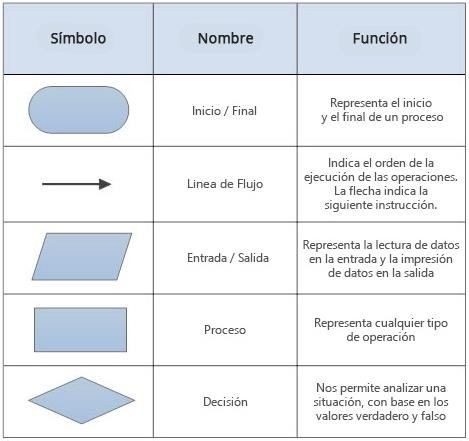 Símbolo
Nombre
Función
Inicio / Final
Representa el inicio
y el final de un proceso
Linea de Flujo
Indica el orden de la
ejecución de las operaciones.
La flecha indica la
siguiente instrucción.
Entrada / Salida
Representa la lectura de datos
en la entrada y la impresión
de datos en la salida
Proceso
Representa cualquier tipo
de operación
Decisión
Nos permite analizar una
situación, con base en los
valores verdadero y falso